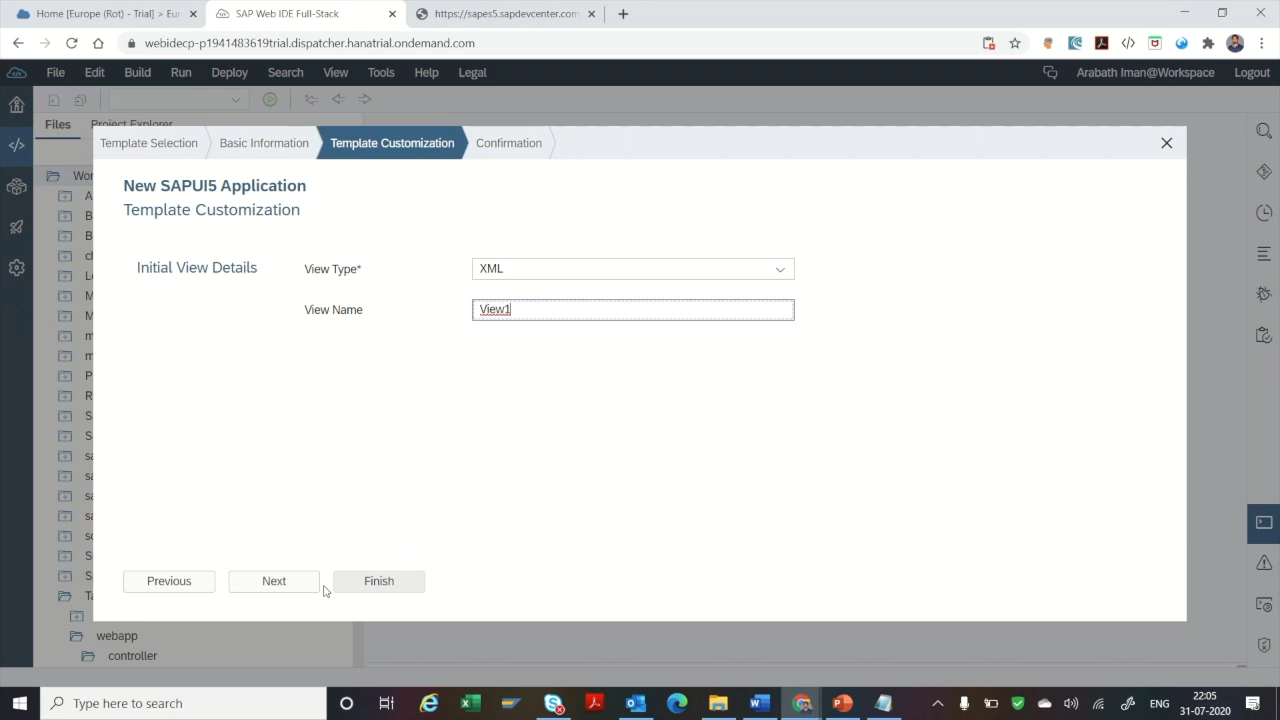 Home [Europe (Rot) - Trial] > Eur
SAP Web IDE Full-Stack
https://sapes5.sapdevcenter.com
webidecp-p1941483619trial.dispatcher.hanatrial.ondemand.com
File Edit Build Run Deploy Search View Tools Help Legal
Arabath Iman@Workspace Logout
Files Project Explorer
Template Selection Basic Information Template Customization Confirmation
New SAPUI5 Application
Template Customization
Initial View Details
View Type*
XML
View Name
View1
Previous Next Finish
webapp
controller
Type here to search
ENG
22:05
31-07-2020